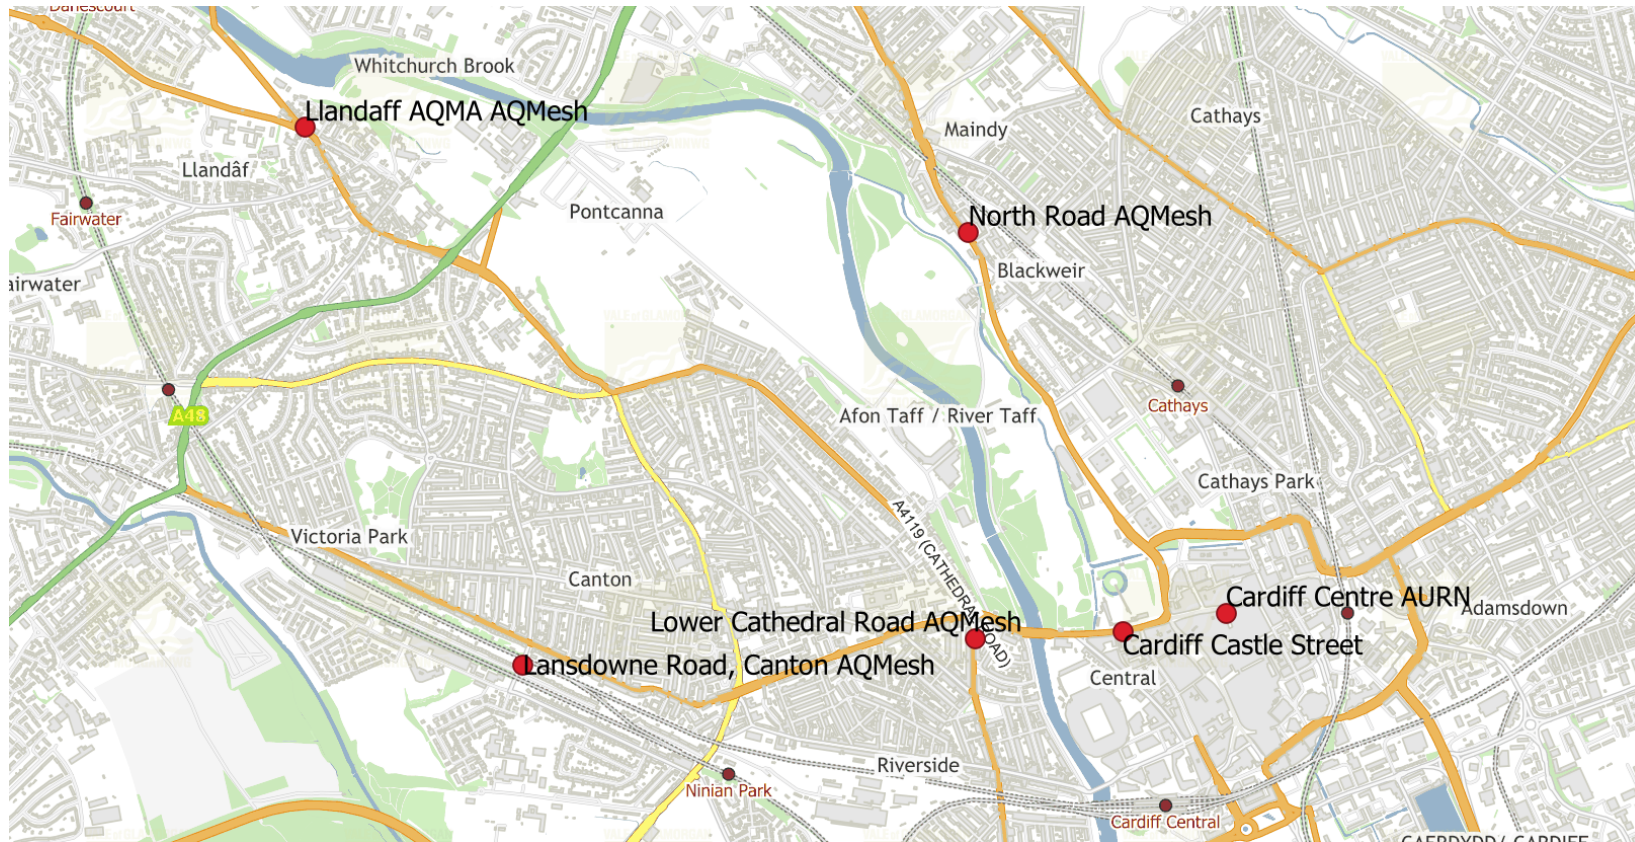 Danescourt
Whitchurch Brook
Llandaff AQMA AQMesh
Cathays
Maindy
Llandâf
Fairwater
Pontcanna
North Road AQMesh
Blackweir
airwater
A48
Cathays
Afon Taff / River Taff
Cathays Park
A4119 (CATHEDRAL ROAD)
Victoria Park
Canton
Cardiff Centre AURN
Adamsdown
Lower Cathedral Road AQMesh
Cardiff Castle Street
Lansdowne Road, Canton AQMesh
Central
Riverside
Ninian Park
Cardiff Central
CAERDYDD/ CARDIFF